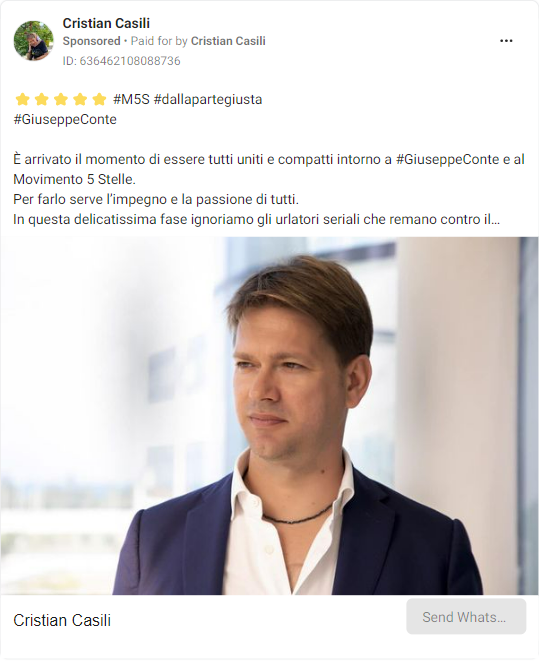 Cristian Casili
Sponsored • Paid for by Cristian Casili
ID: 636462108088736
#M5S #dallapartegiusta
#GiuseppeConte
È arrivato il momento di essere tutti uniti e compatti intorno a #GiuseppeConte e al
Movimento 5 Stelle.
Per farlo serve l’impegno e la passione di tutti.
In questa delicatissima fase ignoriamo gli urlatori seriali che remano contro il...
Cristian Casili
Send Whats...